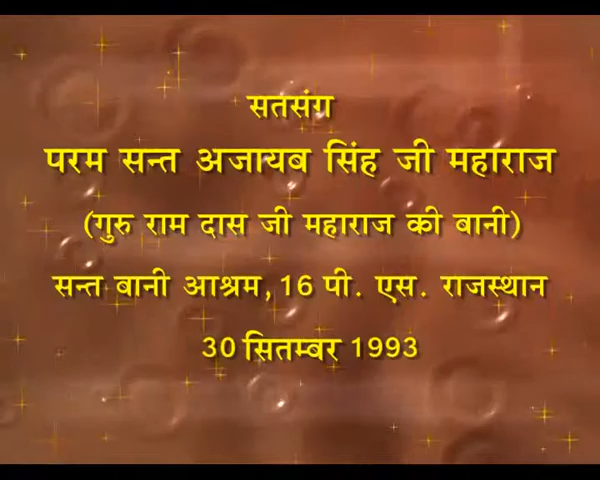 सतसंग
परम सन्त अजायब सिंह जी महाराज
(गुरु राम दास जी महाराज की बानी)
सन्त बानी आश्रम, 16 पी. एस. राजस्थान
30 सितम्बर 1993